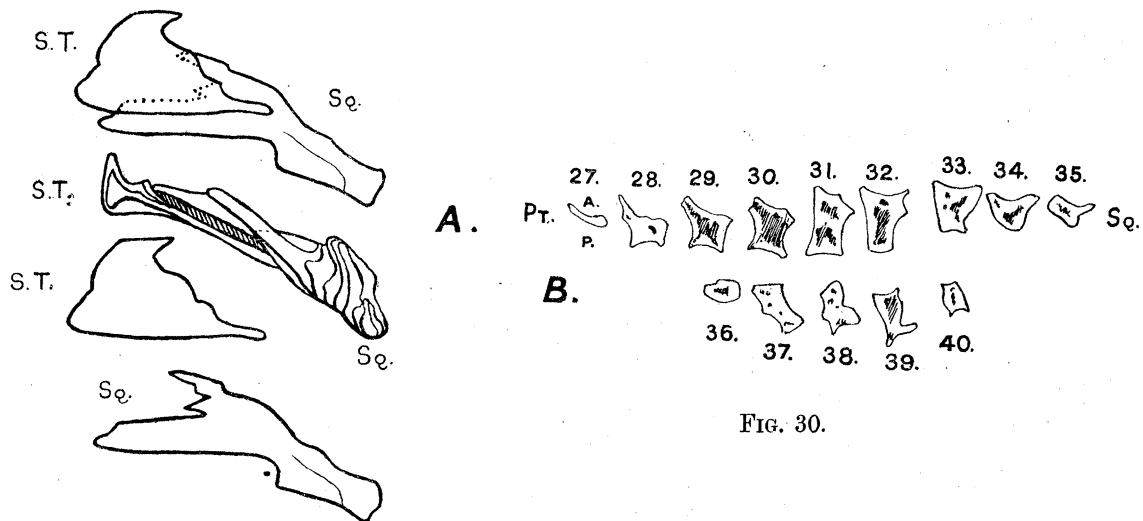 S.T.
Sq.
S.T.
A.
S.T.
Sq.
Sq.
27. 28. 29. 30. 31. 32. 33. 34. 35.
PT. A. P. Sq.
B.
36. 37. 38. 39. 40.
FIG. 30.